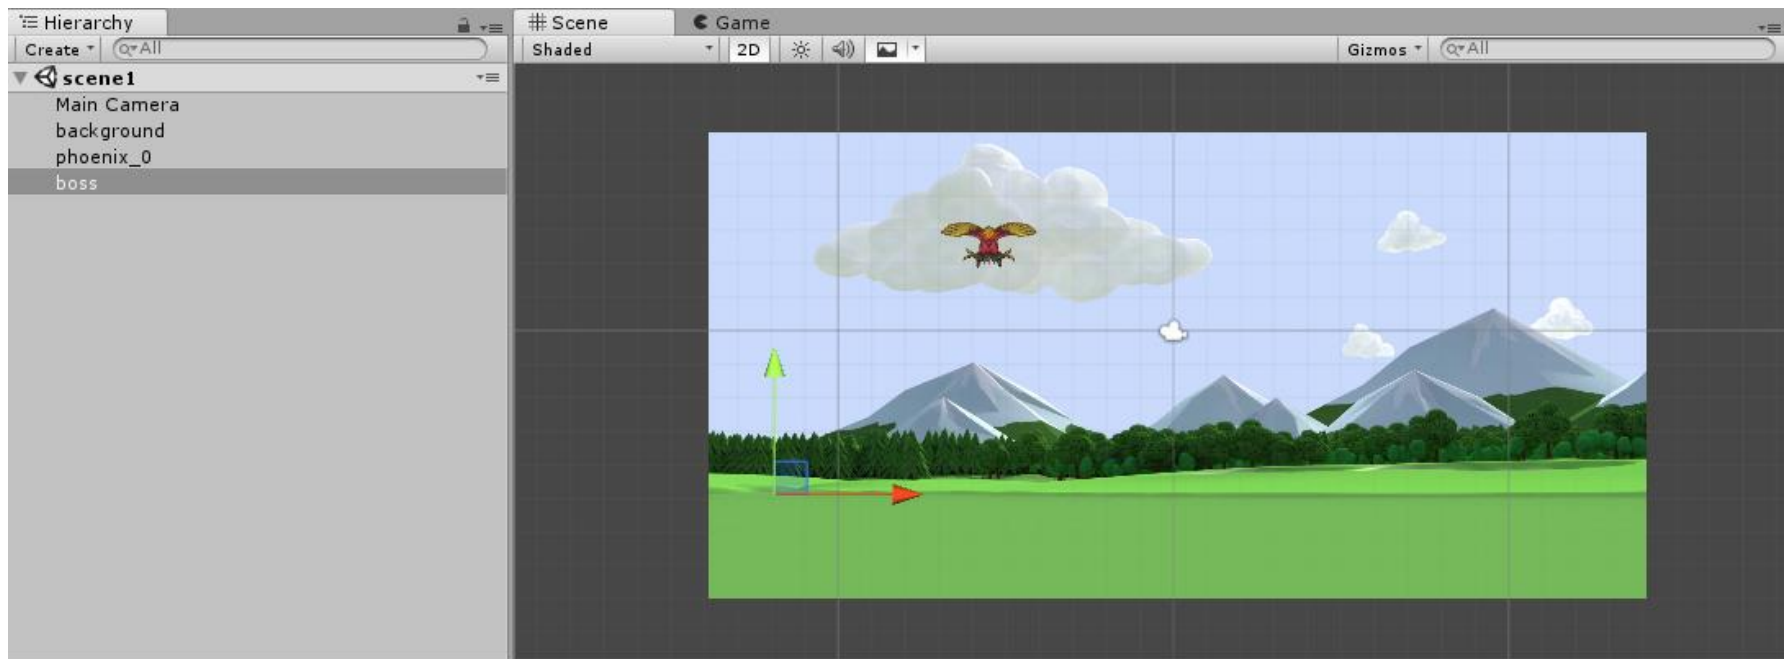 Hierarchy
Create All
scene1
Main Camera
background
phoenix_0
boss
Scene Game
Shaded 2D Gizmos All